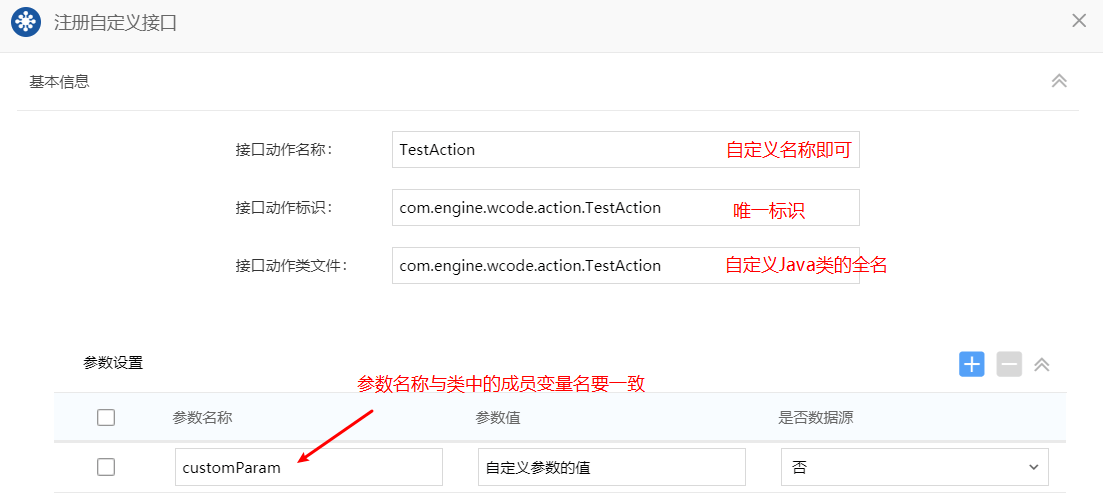 注册自定义接口
基本信息
接口动作名称： TestAction 自定义名称即可
接口动作标识： com.engine.wcode.action.TestAction 唯一标识
接口动作类文件： com.engine.wcode.action.TestAction 自定义Java类的全名
参数设置
参数名称与类中的成员变量名要一致
参数名称 参数值 是否数据源
customParam 自定义参数的值 否